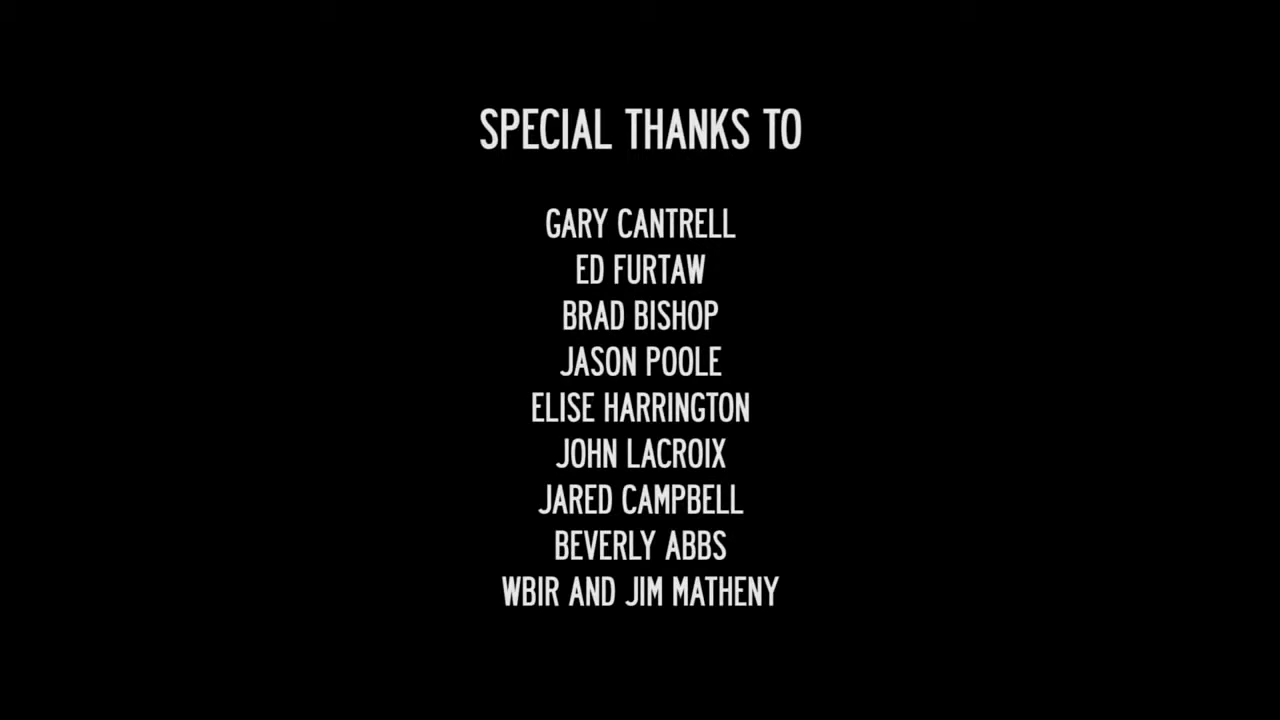 SPECIAL THANKS TO
GARY CANTRELL
ED FURTAW
BRAD BISHOP
JASON POOLE
ELISE HARRINGTON
JOHN LACROIX
JARED CAMPBELL
BEVERLY ABBS
WBIR AND JIM MATHENY